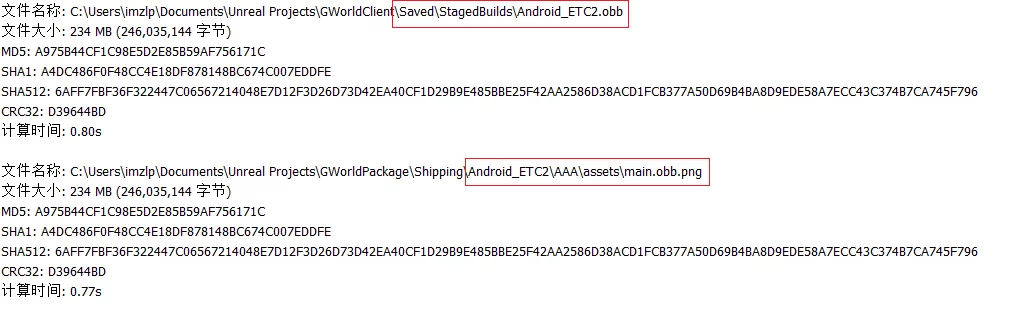 文件名称: C:\Users\imzlp\Documents\Unreal Projects\GWorldClient\Saved\StagedBuilds\Android_ETC2.obb
文件大小: 234 MB (246,035,144 字节)
MD5: A975B44CF1C98E5D2E85B59AF756171C
SHA1: A4DC486F0F48CC4E18DF878148BC674C007EDDFE
SHA512: 6AFF7FBF36F322447C06567214048E7D12F3D26D73D42EA40CF1D29B9E485BBE25F42AA2586D38ACD1FCB377A50D69B4BA8D9EDE58A7ECC43C374B7CA745F796
CRC32: D39644BD
计算时间: 0.80s
文件名称: C:\Users\imzlp\Documents\Unreal Projects\GWorldPackage\Shipping\Android_ETC2\AAA\assets\main.obb.png
文件大小: 234 MB (246,035,144 字节)
MD5: A975B44CF1C98E5D2E85B59AF756171C
SHA1: A4DC486F0F48CC4E18DF878148BC674C007EDDFE
SHA512: 6AFF7FBF36F322447C06567214048E7D12F3D26D73D42EA40CF1D29B9E485BBE25F42AA2586D38ACD1FCB377A50D69B4BA8D9EDE58A7ECC43C374B7CA745F796
CRC32: D39644BD
计算时间: 0.77s